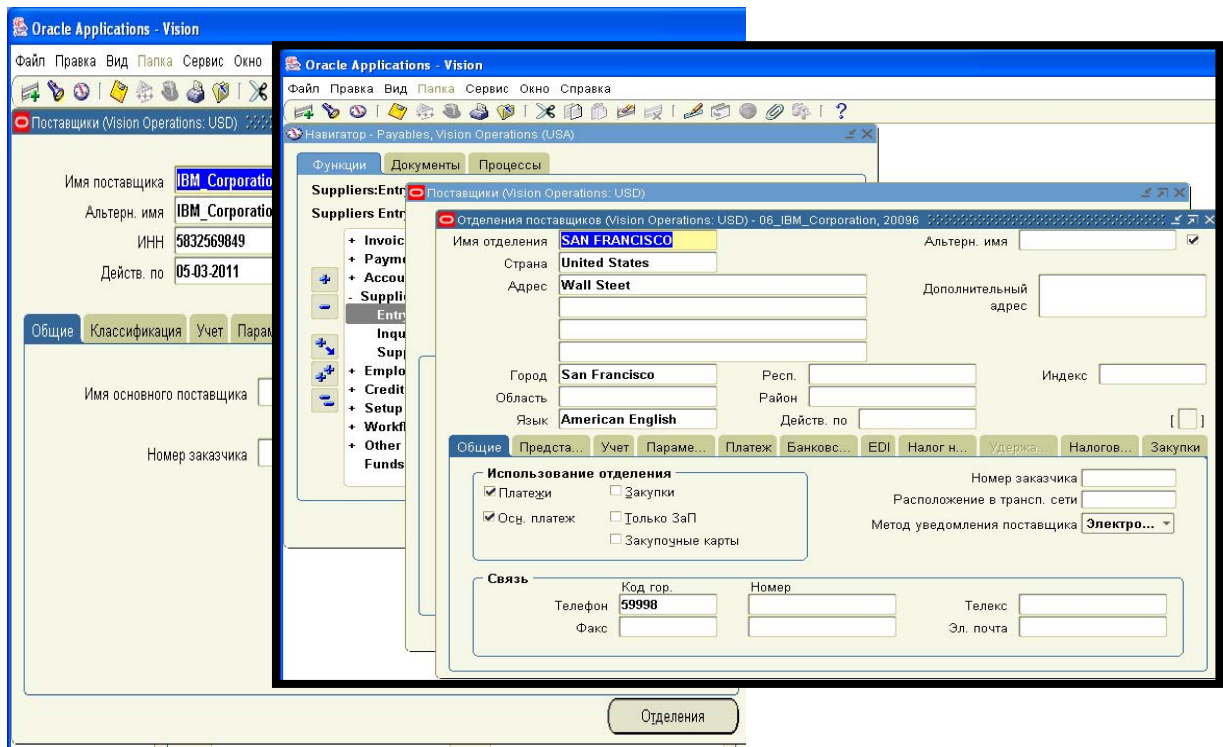 Oracle Applications - Vision
Файл Правка Вид Папка Сервис Окно
Поставщики (Vision Operations: USD)
Имя поставщика IBM_Corporatio
Альтерн. имя IBM_Corporatio
ИНН 5832569849
Действ. по 05-03-2011
Общие Классификация Учет Парам
Имя основного поставщика
Номер заказчика
Отделения
Oracle Applications - Vision
Файл Правка Вид Папка Сервис Окно Справка
Навигатор - Payables, Vision Operations (USA)
Функции Документы Процессы
Suppliers:Entr
Suppliers Entr
+ Invoic
+ Payme
+ Accou
- Supplie
Entr
Inqu
Sup
+ Emplo
+ Credit
+ Setup
+ Workfl
+ Other
Funds
Поставщики (Vision Operations: USD)
Отделения поставщиков (Vision Operations: USD) - 06_IBM_Corporation, 20096
Имя отделения SAN FRANCISCO Альтерн. имя
Страна United States
Адрес Wall Steet Дополнительный
адрес
Город San Francisco Респ. Индекс
Область Район
Язык American English Действ. по [ ]
Общие Предста... Учет Параме... Платеж Банковс... EDI Налог н... Удержа... Налогов... Закупки
Использование отделения
Платежи Закупки
Осн. платеж Только ЗаП
Закупочные карты
Номер заказчика
Расположение в трансп. сети
Метод уведомления поставщика Электро...
Связь
Код гор. Номер
Телефон 59998 Телекс
Факс Эл. почта